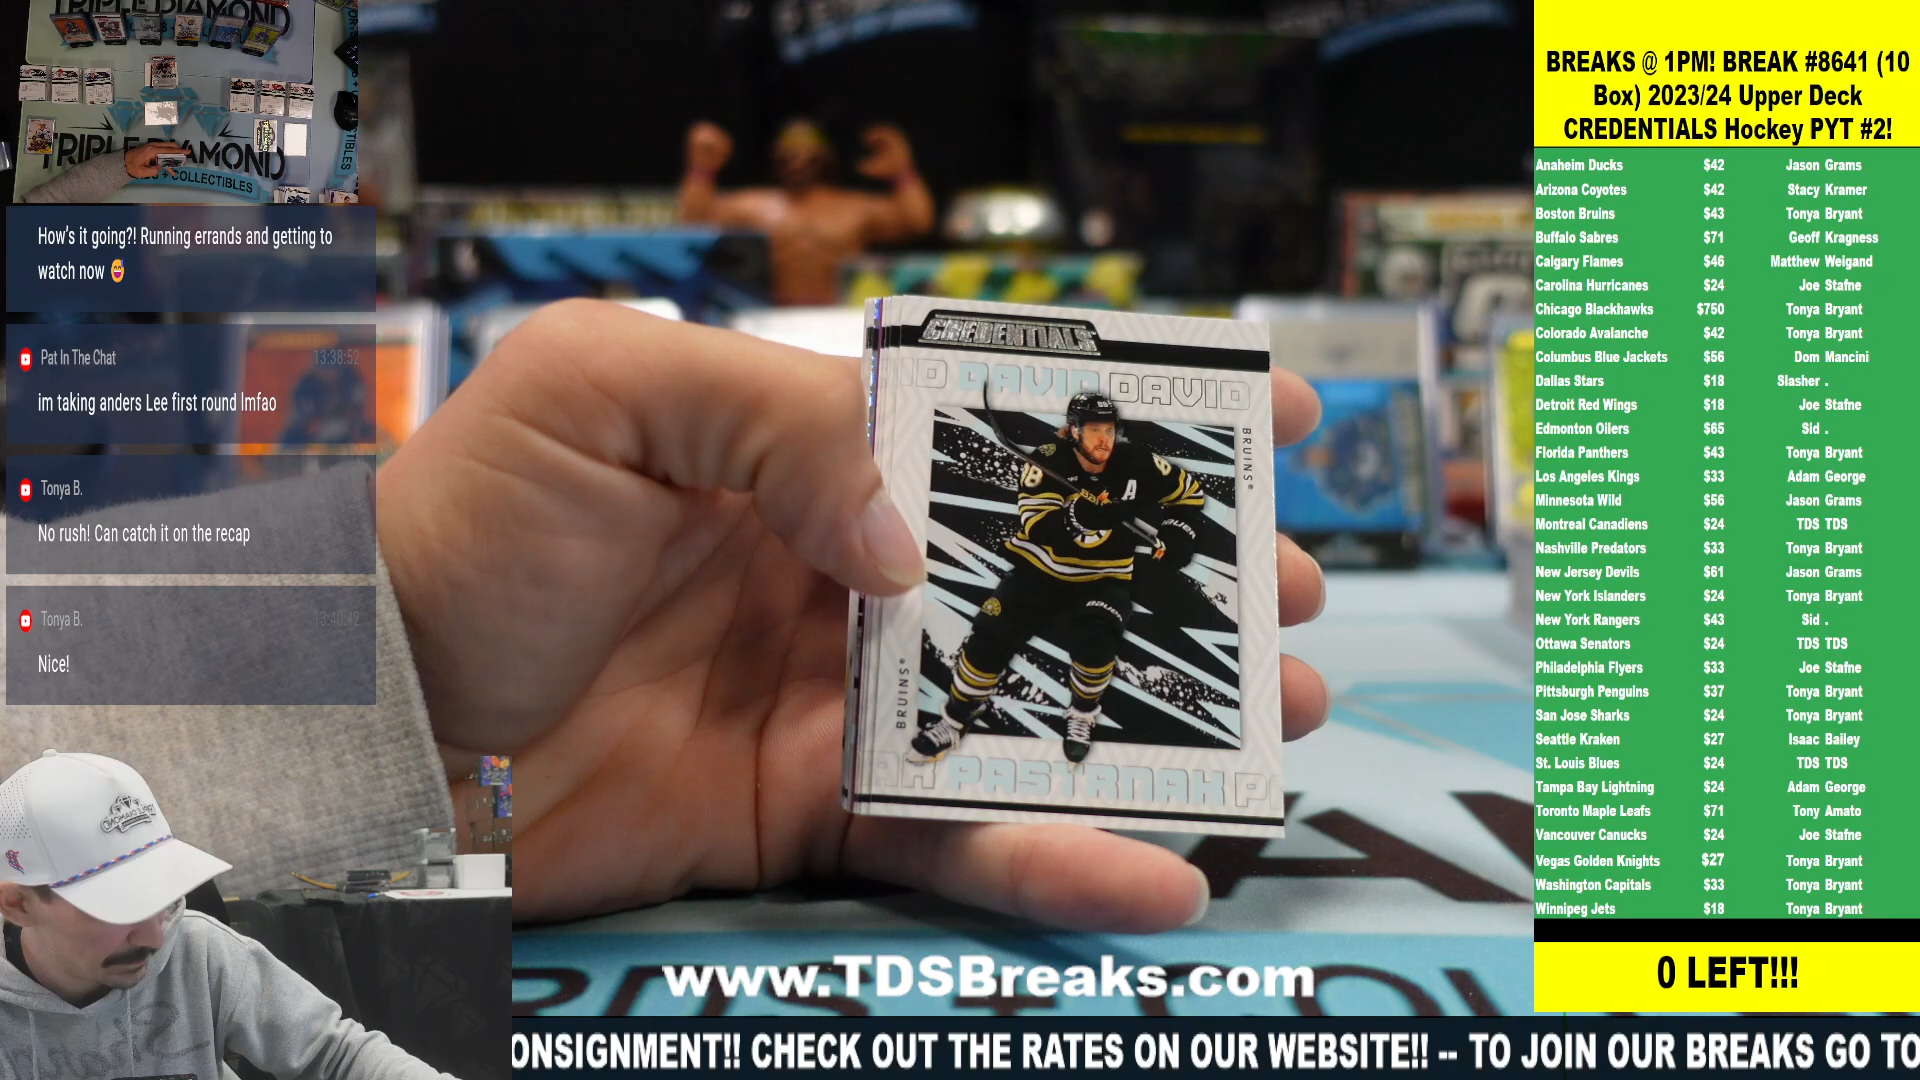 TRIPLE DIAMOND
TRIPLE DIAMOND
+ COLLECTIBLES
How's it going?! Running errands and getting to
watch now 😅
Pat In The Chat 13:38:52
im taking anders Lee first round lmfao
Tonya B.
No rush! Can catch it on the recap
Tonya B. 13:40:42
Nice!
CREDENTIALS
DAVID DAVID
BRUINS
BRUINS
88
A
BAUER
PASTRNAK
www.TDSBreaks.com
ONSIGNMENT!! CHECK OUT THE RATES ON OUR WEBSITE!! -- TO JOIN OUR BREAKS GO TO
BREAKS @ 1PM! BREAK #8641 (10
Box) 2023/24 Upper Deck
CREDENTIALS Hockey PYT #2!
Anaheim Ducks $42 Jason Grams
Arizona Coyotes $42 Stacy Kramer
Boston Bruins $43 Tonya Bryant
Buffalo Sabres $71 Geoff Kragness
Calgary Flames $46 Matthew Weigand
Carolina Hurricanes $24 Joe Stafne
Chicago Blackhawks $750 Tonya Bryant
Colorado Avalanche $42 Tonya Bryant
Columbus Blue Jackets $56 Dom Mancini
Dallas Stars $18 Slasher .
Detroit Red Wings $18 Joe Stafne
Edmonton Oilers $65 Sid .
Florida Panthers $43 Tonya Bryant
Los Angeles Kings $33 Adam George
Minnesota Wild $56 Jason Grams
Montreal Canadiens $24 TDS TDS
Nashville Predators $33 Tonya Bryant
New Jersey Devils $61 Jason Grams
New York Islanders $24 Tonya Bryant
New York Rangers $43 Sid .
Ottawa Senators $24 TDS TDS
Philadelphia Flyers $33 Joe Stafne
Pittsburgh Penguins $37 Tonya Bryant
San Jose Sharks $24 Tonya Bryant
Seattle Kraken $27 Isaac Bailey
St. Louis Blues $24 TDS TDS
Tampa Bay Lightning $24 Adam George
Toronto Maple Leafs $71 Tony Amato
Vancouver Canucks $24 Joe Stafne
Vegas Golden Knights $27 Tonya Bryant
Washington Capitals $33 Tonya Bryant
Winnipeg Jets $18 Tonya Bryant
0 LEFT!!!